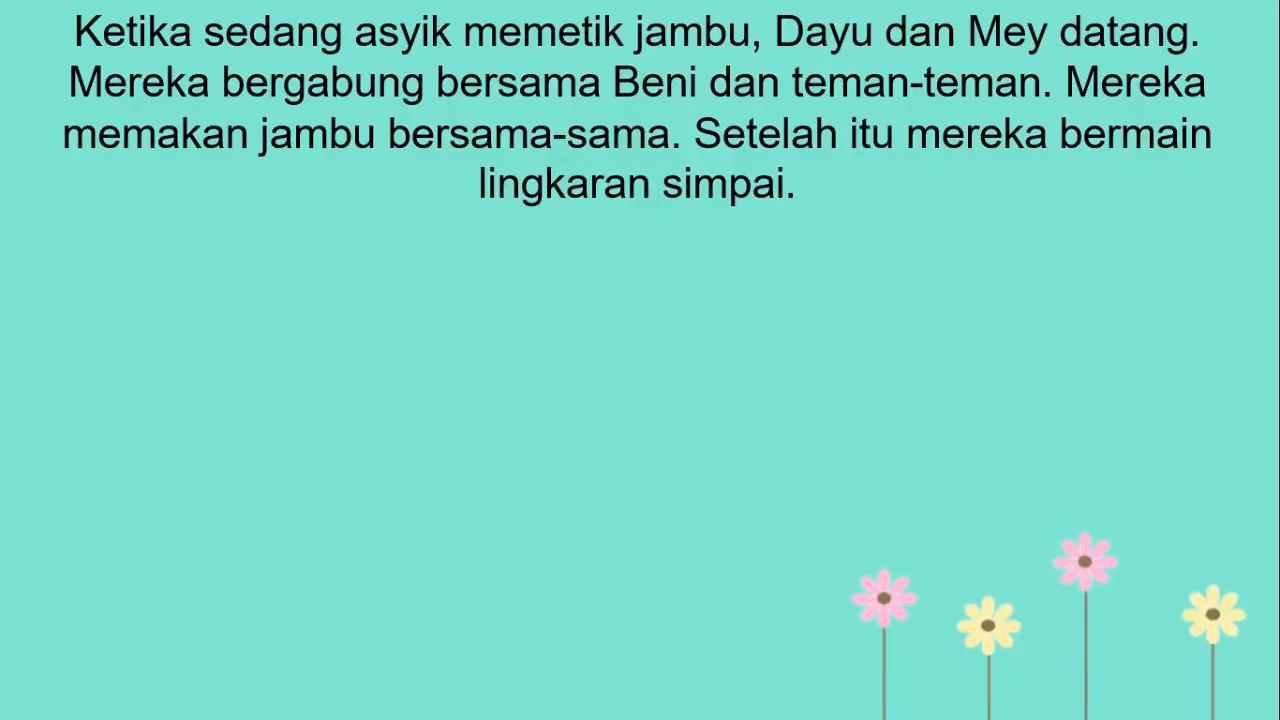 Ketika sedang asyik memetik jambu, Dayu dan Mey datang.
Mereka bergabung bersama Beni dan teman-teman. Mereka
memakan jambu bersama-sama. Setelah itu mereka bermain
lingkaran simpai.